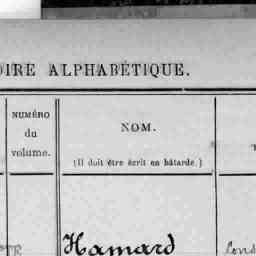 OIRE ALPHABÉTIQUE.
NUMÉRO
du
volume.
NOM.
(Il doit être écrit en bâtarde.)
Hamard